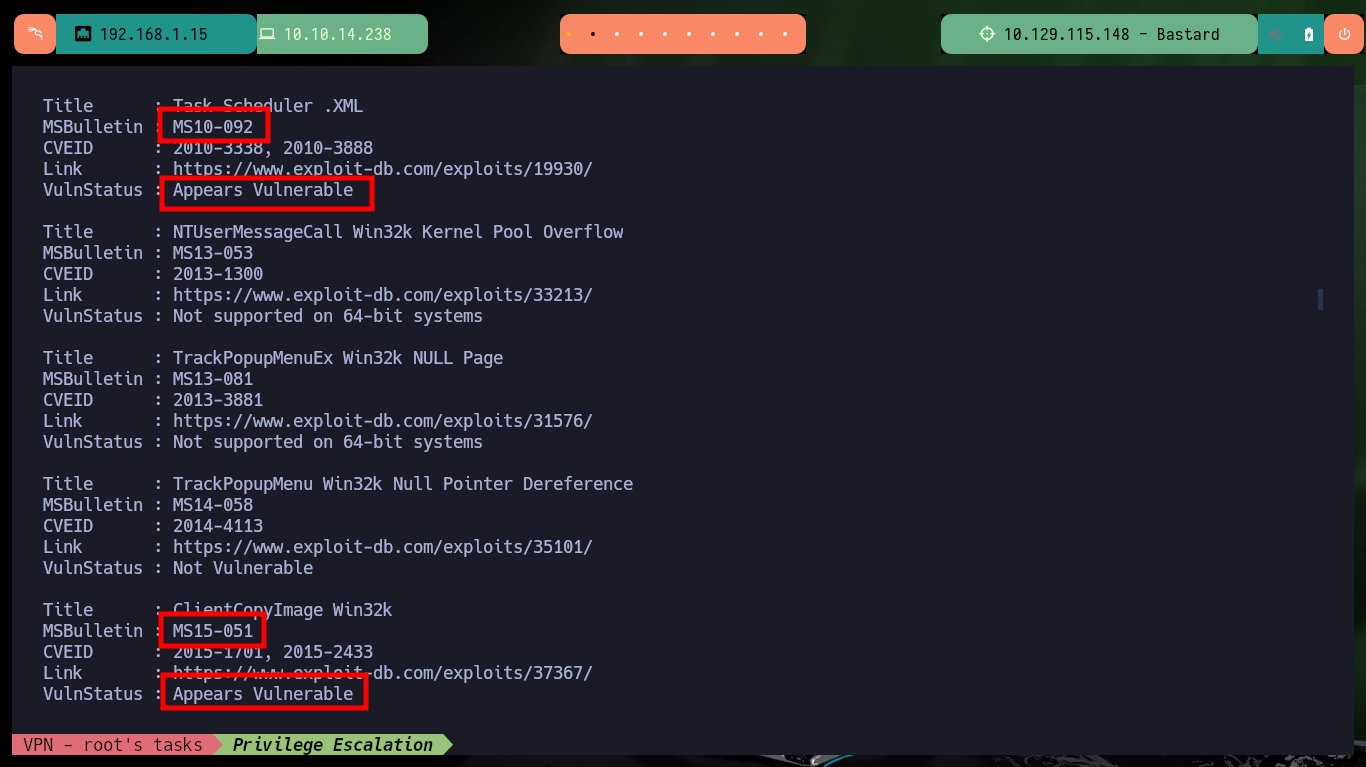 192.168.1.15
10.10.14.238
10.129.115.148 - Bastard
Title : Task Scheduler .XML
MSBulletin : MS10-092
CVEID : 2010-3338, 2010-3888
Link : https://www.exploit-db.com/exploits/19930/
VulnStatus : Appears Vulnerable
Title : NTUserMessageCall Win32k Kernel Pool Overflow
MSBulletin : MS13-053
CVEID : 2013-1300
Link : https://www.exploit-db.com/exploits/33213/
VulnStatus : Not supported on 64-bit systems
Title : TrackPopupMenuEx Win32k NULL Page
MSBulletin : MS13-081
CVEID : 2013-3881
Link : https://www.exploit-db.com/exploits/31576/
VulnStatus : Not supported on 64-bit systems
Title : TrackPopupMenu Win32k Null Pointer Dereference
MSBulletin : MS14-058
CVEID : 2014-4113
Link : https://www.exploit-db.com/exploits/35101/
VulnStatus : Not Vulnerable
Title : ClientCopyImage Win32k
MSBulletin : MS15-051
CVEID : 2015-1701, 2015-2433
Link : https://www.exploit-db.com/exploits/37367/
VulnStatus : Appears Vulnerable
VPN - root's tasks Privilege Escalation